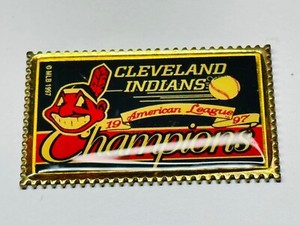 © MLB 1997
CLEVELAND
INDIANS
American League
19 97
Champions